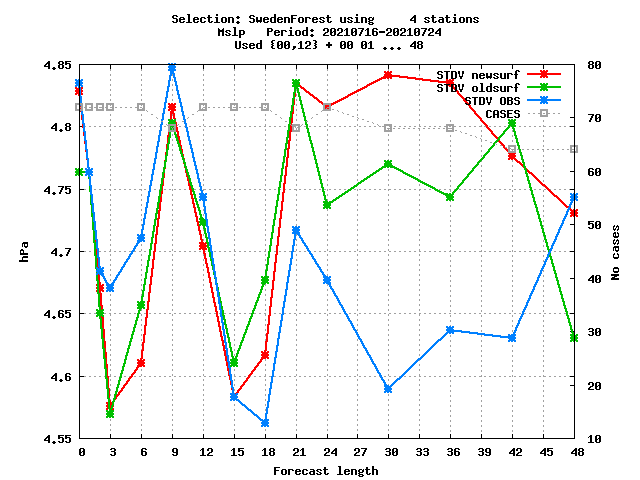 Selection: SwedenForest using     4 stations
Mslp   Period: 20210716-20210724
Used {00,12} + 00 01 ... 48
4.85
4.8
4.75
4.7
4.65
4.6
4.55
hPa
80
70
60
50
40
30
20
10
No cases
STDV newsurf
STDV oldsurf
STDV OBS
CASES
0 3 6 9 12 15 18 21 24 27 30 33 36 39 42 45 48
Forecast length